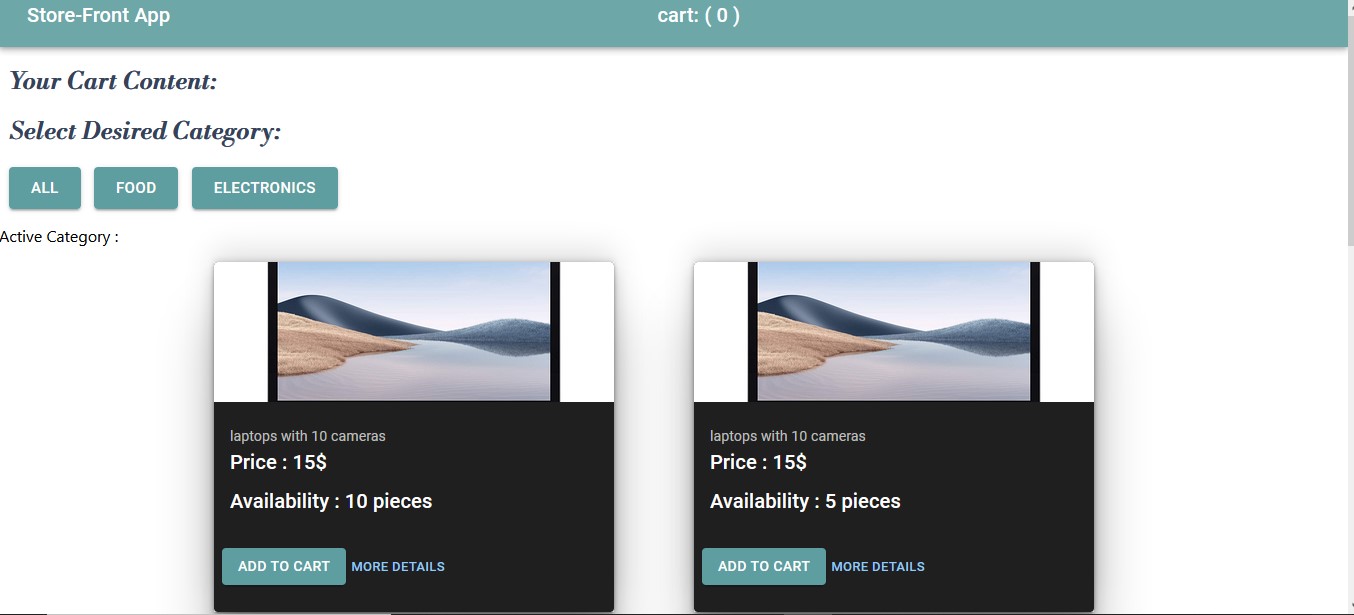 Store-Front App cart: ( 0 )
Your Cart Content:
Select Desired Category:
ALL FOOD ELECTRONICS
Active Category :
laptops with 10 cameras
Price : 15$
Availability : 10 pieces
ADD TO CART MORE DETAILS
laptops with 10 cameras
Price : 15$
Availability : 5 pieces
ADD TO CART MORE DETAILS